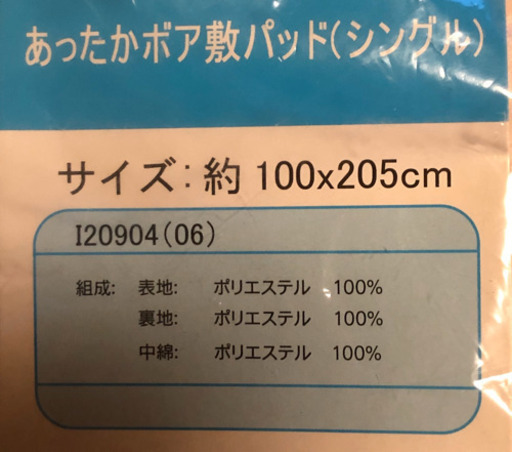 あったかボア敷パッド(シングル)
サイズ：約 100x205cm
I20904(06)
組成: 表地: ポリエステル 100%
裏地: ポリエステル 100%
中綿: ポリエステル 100%